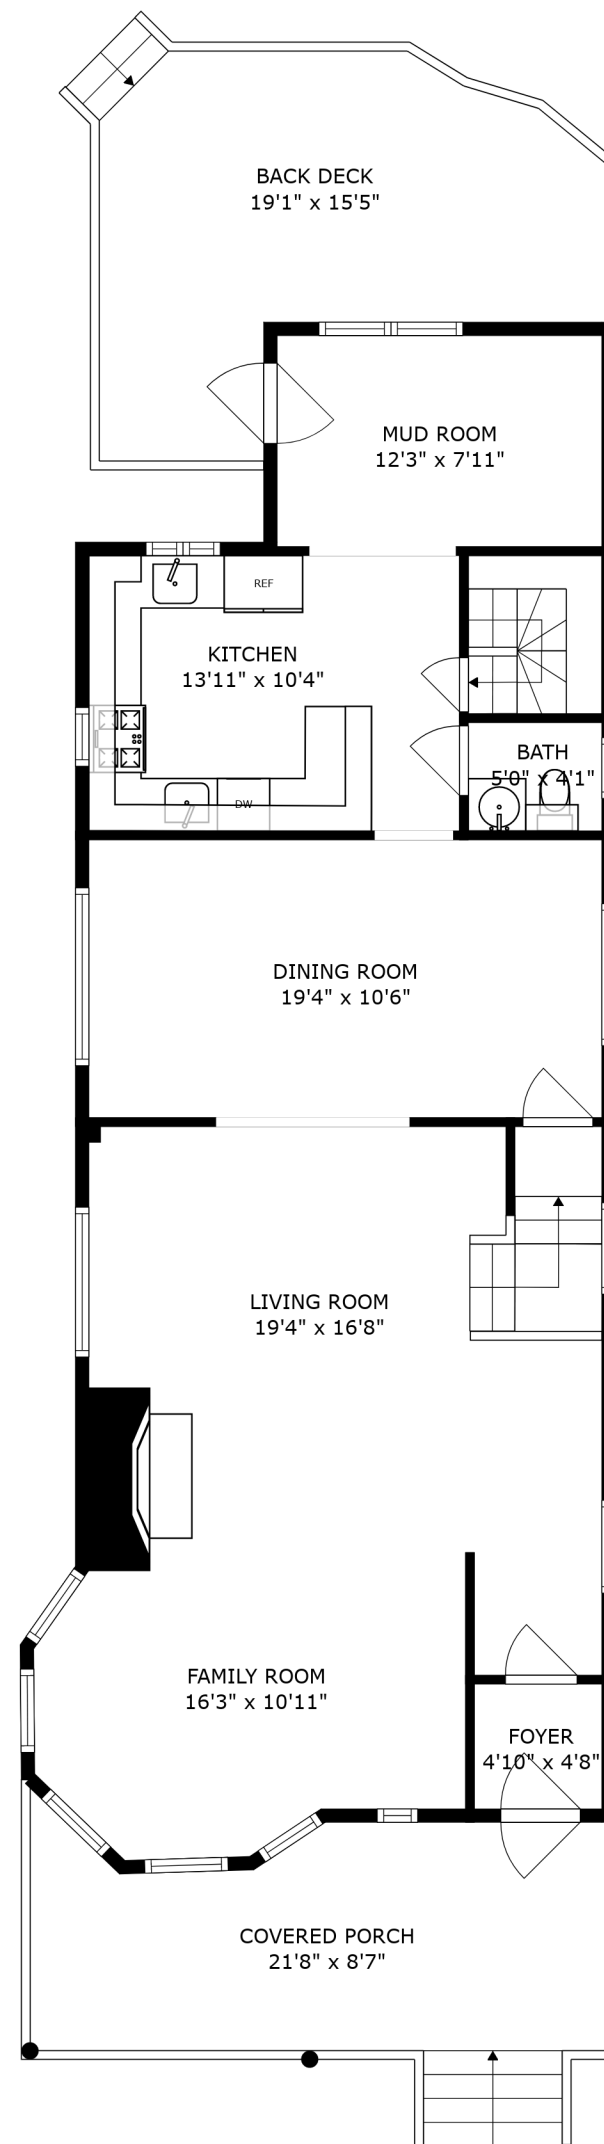 BACK DECK
19'1" x 15'5"
MUD ROOM
12'3" x 7'11"
REF
KITCHEN
13'11" x 10'4"
BATH
5'0" x 4'1"
DW
DINING ROOM
19'4" x 10'6"
LIVING ROOM
19'4" x 16'8"
FAMILY ROOM
16'3" x 10'11"
FOYER
4'10" x 4'8"
COVERED PORCH
21'8" x 8'7"